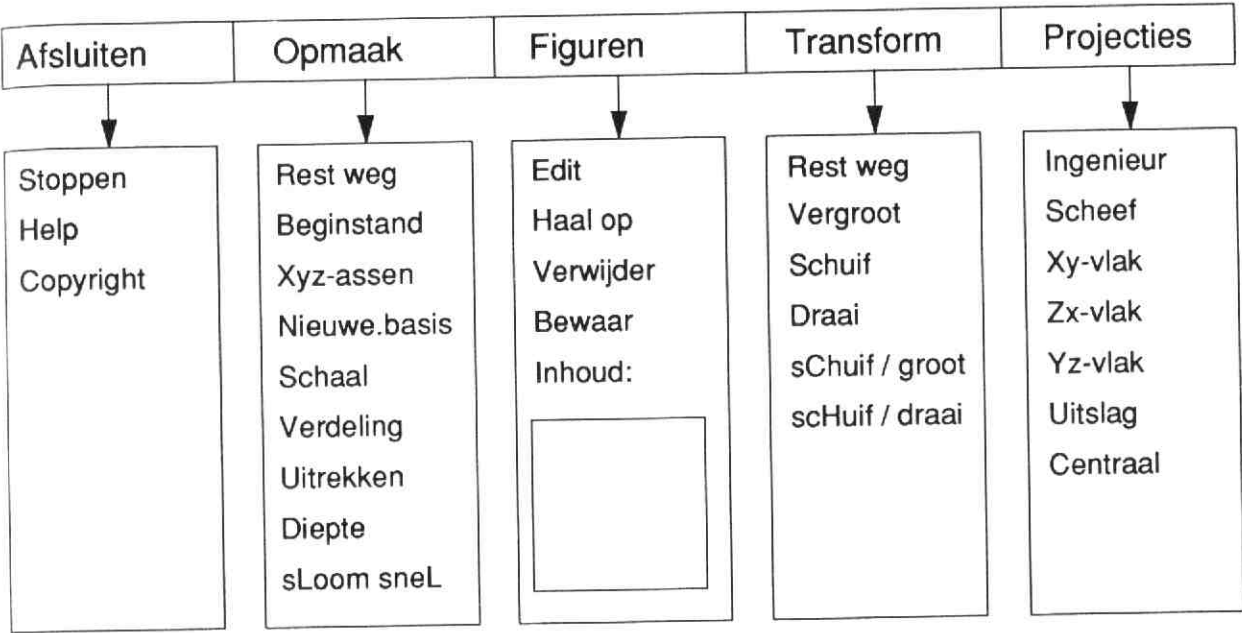 Afsluiten
Opmaak
Figuren
Transform
Projecties
Stoppen
Help
Copyright
Rest weg
Beginstand
Xyz-assen
Nieuwe.basis
Schaal
Verdeling
Uitrekken
Diepte
sLoom sneL
Edit
Haal op
Verwijder
Bewaar
Inhoud:
Rest weg
Vergroot
Schuif
Draai
sChuif / groot
scHuif / draai
Ingenieur
Scheef
Xy-vlak
Zx-vlak
Yz-vlak
Uitslag
Centraal